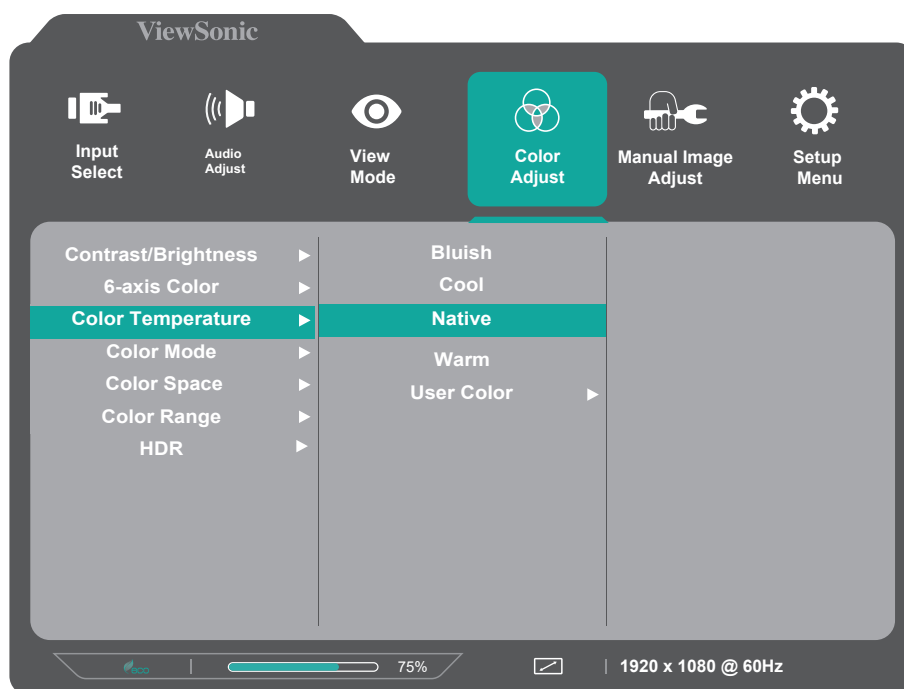 ViewSonic
Input
Select
Audio
Adjust
View
Mode
Color
Adjust
Manual Image
Adjust
Setup
Menu
Contrast/Brightness
6-axis Color
Color Temperature
Color Mode
Color Space
Color Range
HDR
Bluish
Cool
Native
Warm
User Color
eco
75%
1920 x 1080 @ 60Hz